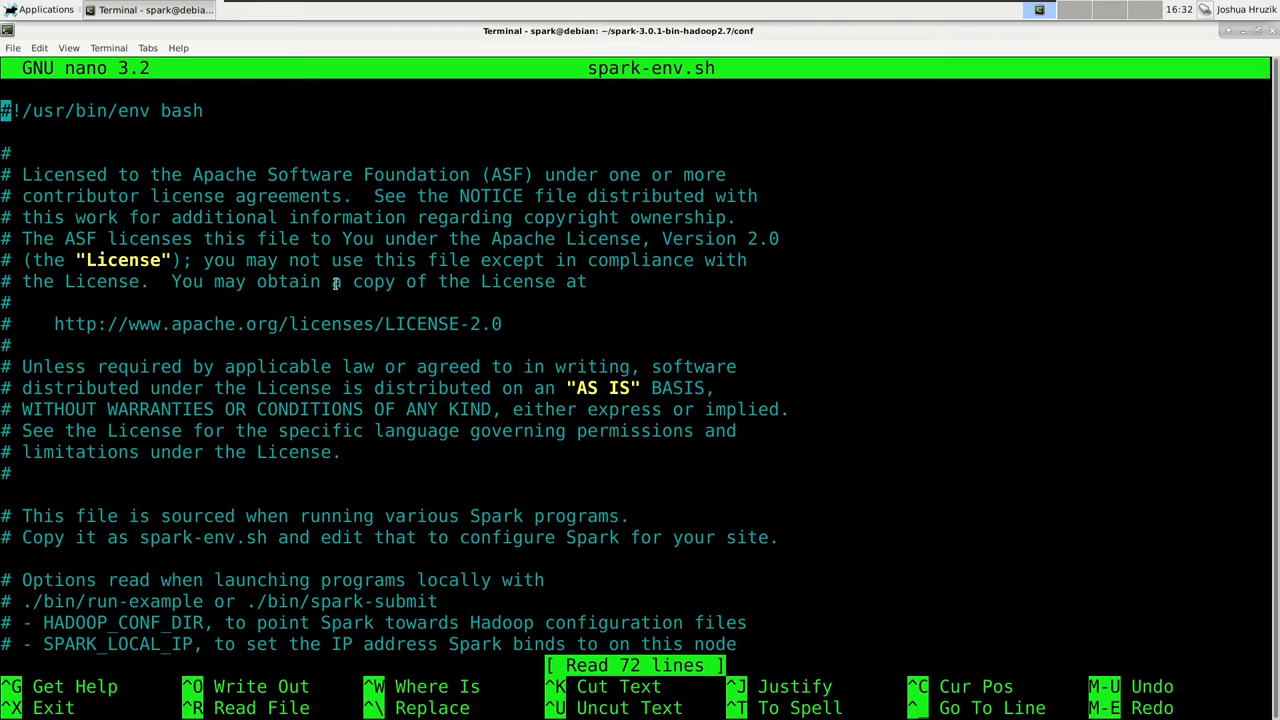 Applications
Terminal - spark@debia...
16:32 Joshua Hruzik
Terminal - spark@debian: ~/spark-3.0.1-bin-hadoop2.7/conf
File Edit View Terminal Tabs Help
GNU nano 3.2 spark-env.sh
#!/usr/bin/env bash
#
# Licensed to the Apache Software Foundation (ASF) under one or more
# contributor license agreements.  See the NOTICE file distributed with
# this work for additional information regarding copyright ownership.
# The ASF licenses this file to You under the Apache License, Version 2.0
# (the "License"); you may not use this file except in compliance with
# the License.  You may obtain a copy of the License at
#
#    http://www.apache.org/licenses/LICENSE-2.0
#
# Unless required by applicable law or agreed to in writing, software
# distributed under the License is distributed on an "AS IS" BASIS,
# WITHOUT WARRANTIES OR CONDITIONS OF ANY KIND, either express or implied.
# See the License for the specific language governing permissions and
# limitations under the License.
#
# This file is sourced when running various Spark programs.
# Copy it as spark-env.sh and edit that to configure Spark for your site.
# Options read when launching programs locally with
# ./bin/run-example or ./bin/spark-submit
# - HADOOP_CONF_DIR, to point Spark towards Hadoop configuration files
# - SPARK_LOCAL_IP, to set the IP address Spark binds to on this node
[ Read 72 lines ]
^G Get Help ^O Write Out ^W Where Is ^K Cut Text ^J Justify ^C Cur Pos M-U Undo
^X Exit ^R Read File ^\ Replace ^U Uncut Text ^T To Spell ^_ Go To Line M-E Redo